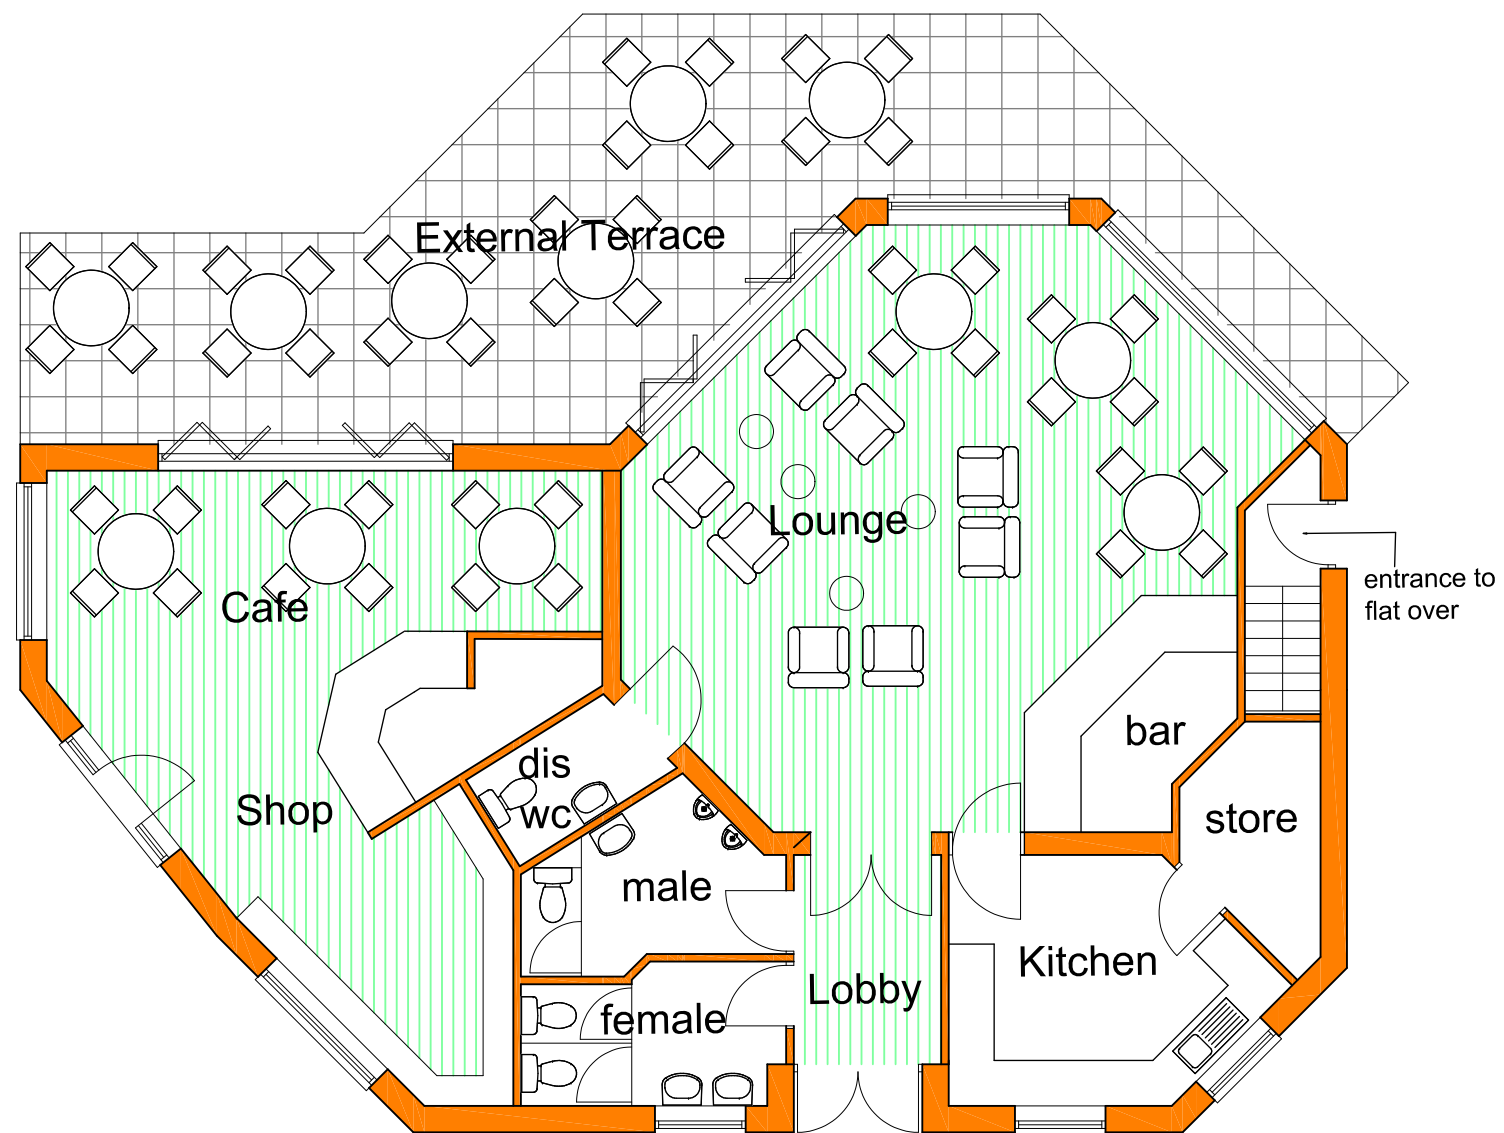 External Terrace
Lounge
entrance to
flat over
Cafe
bar
dis
wc
Shop
store
male
Kitchen
Lobby
female